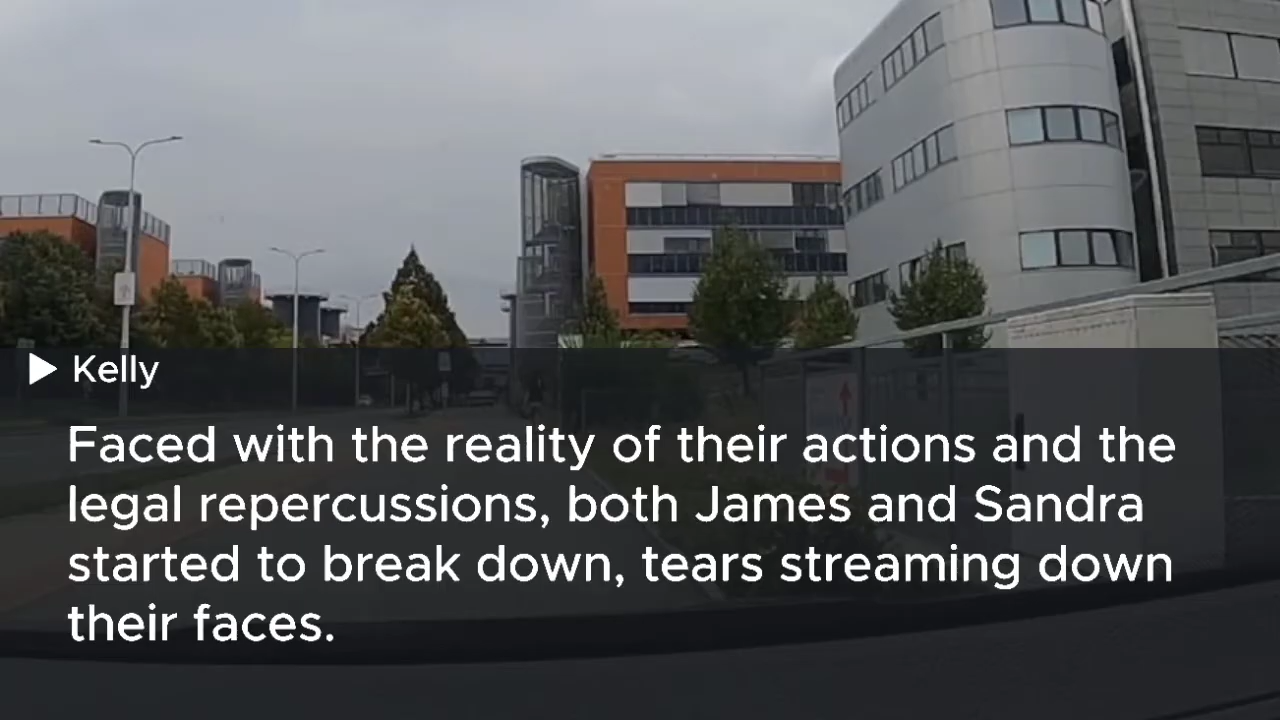 Kelly
Faced with the reality of their actions and the
legal repercussions, both James and Sandra
started to break down, tears streaming down
their faces.